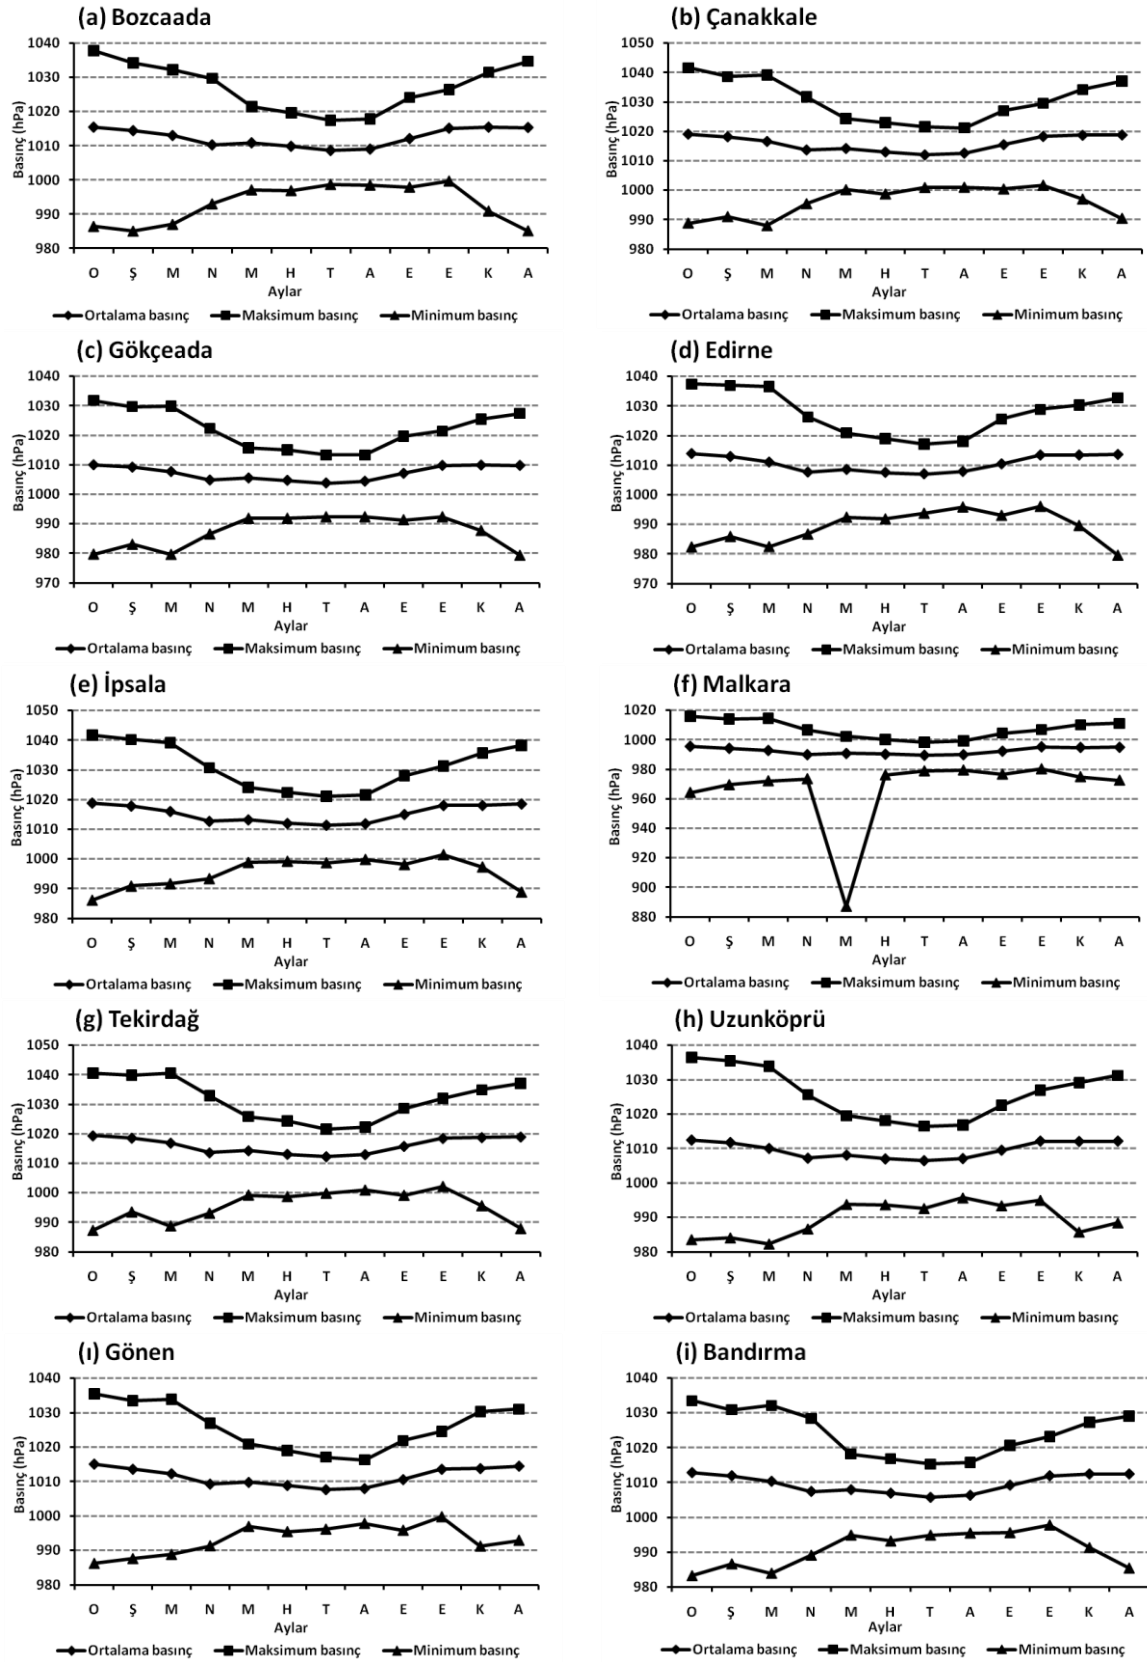 (a) Bozcaada
1040
1030
1020
1010
1000
990
980
Basınç (hPa)
O Ş M N M H T A E E K A
Aylar
Ortalama basınç Maksimum basınç Minimum basınç
(b) Çanakkale
1050
1040
1030
1020
1010
1000
990
980
Basınç (hPa)
O Ş M N M H T A E E K A
Aylar
Ortalama basınç Maksimum basınç Minimum basınç
(c) Gökçeada
1040
1030
1020
1010
1000
990
980
970
Basınç (hPa)
O Ş M N M H T A E E K A
Aylar
Ortalama basınç Maksimum basınç Minimum basınç
(d) Edirne
1040
1030
1020
1010
1000
990
980
970
Basınç (hPa)
O Ş M N M H T A E E K A
Aylar
Ortalama basınç Maksimum basınç Minimum basınç
(e) İpsala
1050
1040
1030
1020
1010
1000
990
980
Basınç (hPa)
O Ş M N M H T A E E K A
Aylar
Ortalama basınç Maksimum basınç Minimum basınç
(f) Malkara
1020
1000
980
960
940
920
900
880
Basınç (hPa)
O Ş M N M H T A E E K A
Aylar
Ortalama basınç Maksimum basınç Minimum basınç
(g) Tekirdağ
1050
1040
1030
1020
1010
1000
990
980
Basınç (hPa)
O Ş M N M H T A E E K A
Aylar
Ortalama basınç Maksimum basınç Minimum basınç
(h) Uzunköprü
1040
1030
1020
1010
1000
990
980
Basınç (hPa)
O Ş M N M H T A E E K A
Aylar
Ortalama basınç Maksimum basınç Minimum basınç
(ı) Gönen
1040
1030
1020
1010
1000
990
980
Basınç (hPa)
O Ş M N M H T A E E K A
Aylar
Ortalama basınç Maksimum basınç Minimum basınç
(i) Bandırma
1040
1030
1020
1010
1000
990
980
Basınç (hPa)
O Ş M N M H T A E E K A
Aylar
Ortalama basınç Maksimum basınç Minimum basınç